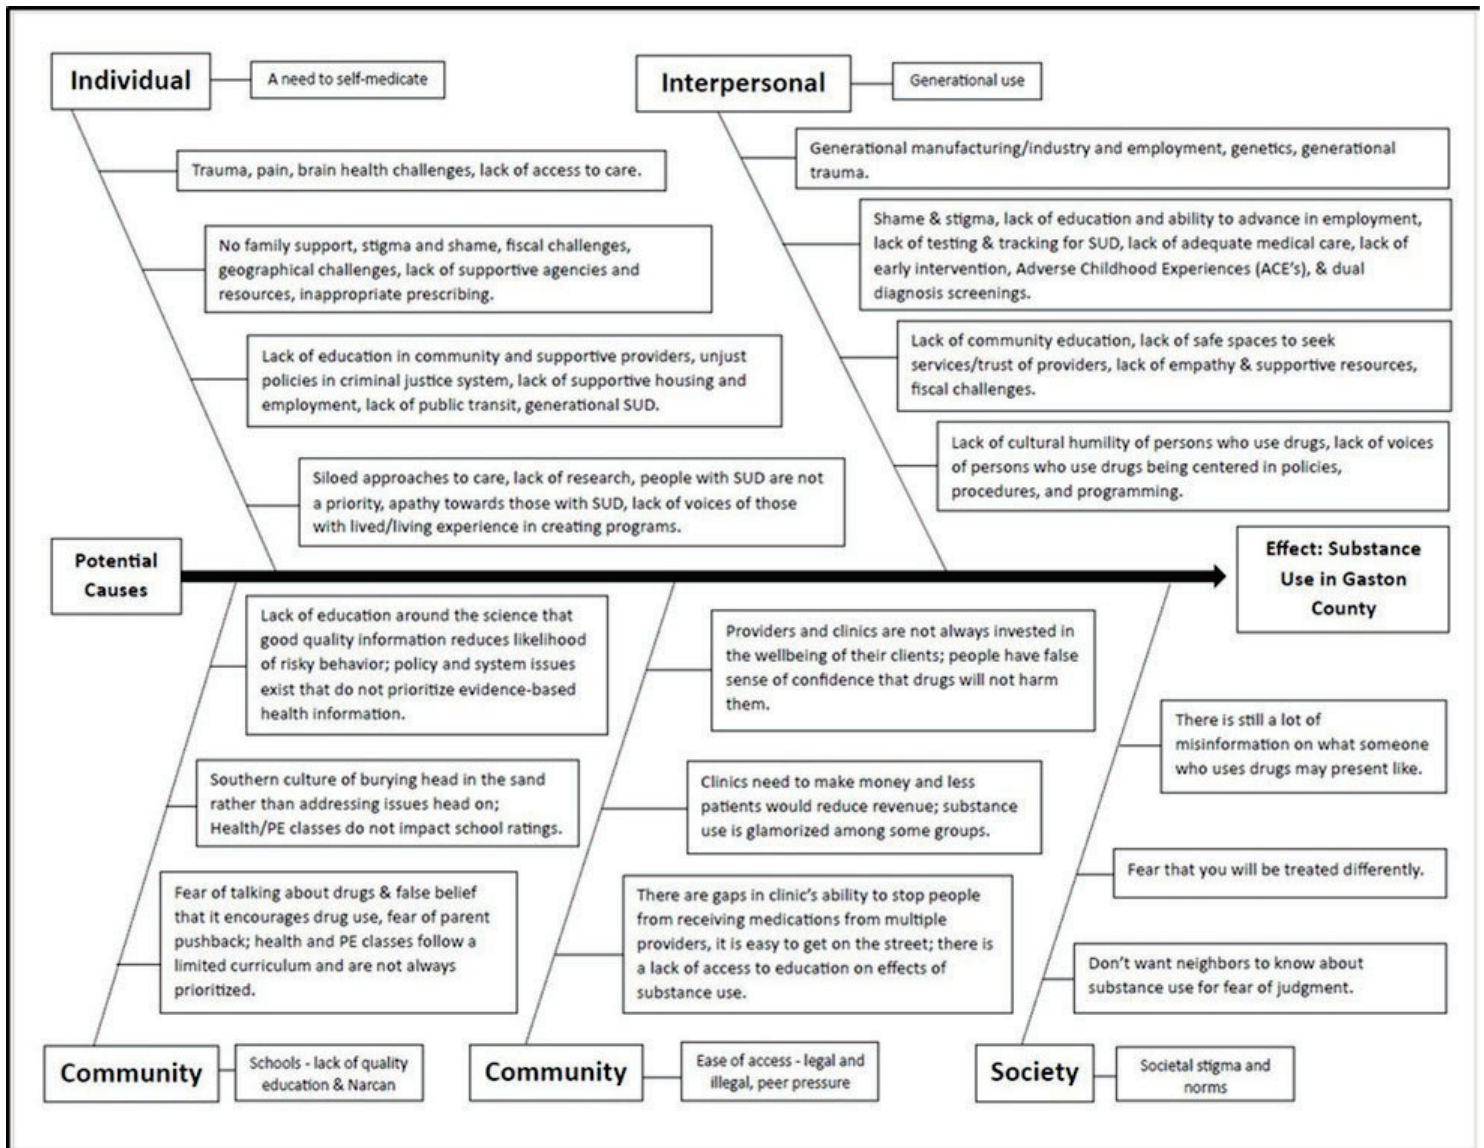 Individual
A need to self-medicate
Trauma, pain, brain health challenges, lack of access to care.
No family support, stigma and shame, fiscal challenges,
geographical challenges, lack of supportive agencies and
resources, inappropriate prescribing.
Lack of education in community and supportive providers, unjust
policies in criminal justice system, lack of supportive housing and
employment, lack of public transit, generational SUD.
Siloed approaches to care, lack of research, people with SUD are not
a priority, apathy towards those with SUD, lack of voices of those
with lived/living experience in creating programs.
Interpersonal
Generational use
Generational manufacturing/industry and employment, genetics, generational
trauma.
Shame & stigma, lack of education and ability to advance in employment,
lack of testing & tracking for SUD, lack of adequate medical care, lack of
early intervention, Adverse Childhood Experiences (ACE's), & dual
diagnosis screenings.
Lack of community education, lack of safe spaces to seek
services/trust of providers, lack of empathy & supportive resources,
fiscal challenges.
Lack of cultural humility of persons who use drugs, lack of voices
of persons who use drugs being centered in policies,
procedures, and programming.
Potential
Causes
Effect: Substance
Use in Gaston
County
Lack of education around the science that
good quality information reduces likelihood
of risky behavior; policy and system issues
exist that do not prioritize evidence-based
health information.
Southern culture of burying head in the sand
rather than addressing issues head on;
Health/PE classes do not impact school ratings.
Fear of talking about drugs & false belief
that it encourages drug use, fear of parent
pushback; health and PE classes follow a
limited curriculum and are not always
prioritized.
Community
Schools - lack of quality
education & Narcan
Providers and clinics are not always invested in
the wellbeing of their clients; people have false
sense of confidence that drugs will not harm
them.
Clinics need to make money and less
patients would reduce revenue; substance
use is glamorized among some groups.
There are gaps in clinic's ability to stop people
from receiving medications from multiple
providers, it is easy to get on the street; there is
a lack of access to education on effects of
substance use.
Community
Ease of access - legal and
illegal, peer pressure
There is still a lot of
misinformation on what someone
who uses drugs may present like.
Fear that you will be treated differently.
Don't want neighbors to know about
substance use for fear of judgment.
Society
Societal stigma and
norms